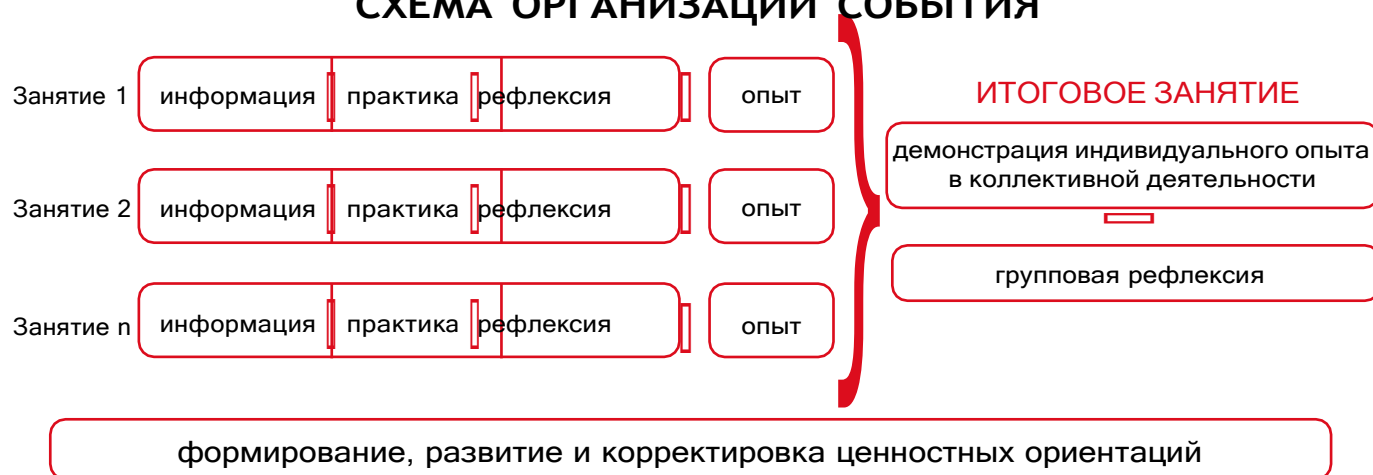 СХЕМА ОРГАНИЗАЦИИ СОБЫТИЯ
Занятие 1
информация
практика
рефлексия
опыт
Занятие 2
информация
практика
рефлексия
опыт
Занятие n
информация
практика
рефлексия
опыт
ИТОГОВОЕ ЗАНЯТИЕ
демонстрация индивидуального опыта
в коллективной деятельности
групповая рефлексия
формирование, развитие и корректировка ценностных ориентаций